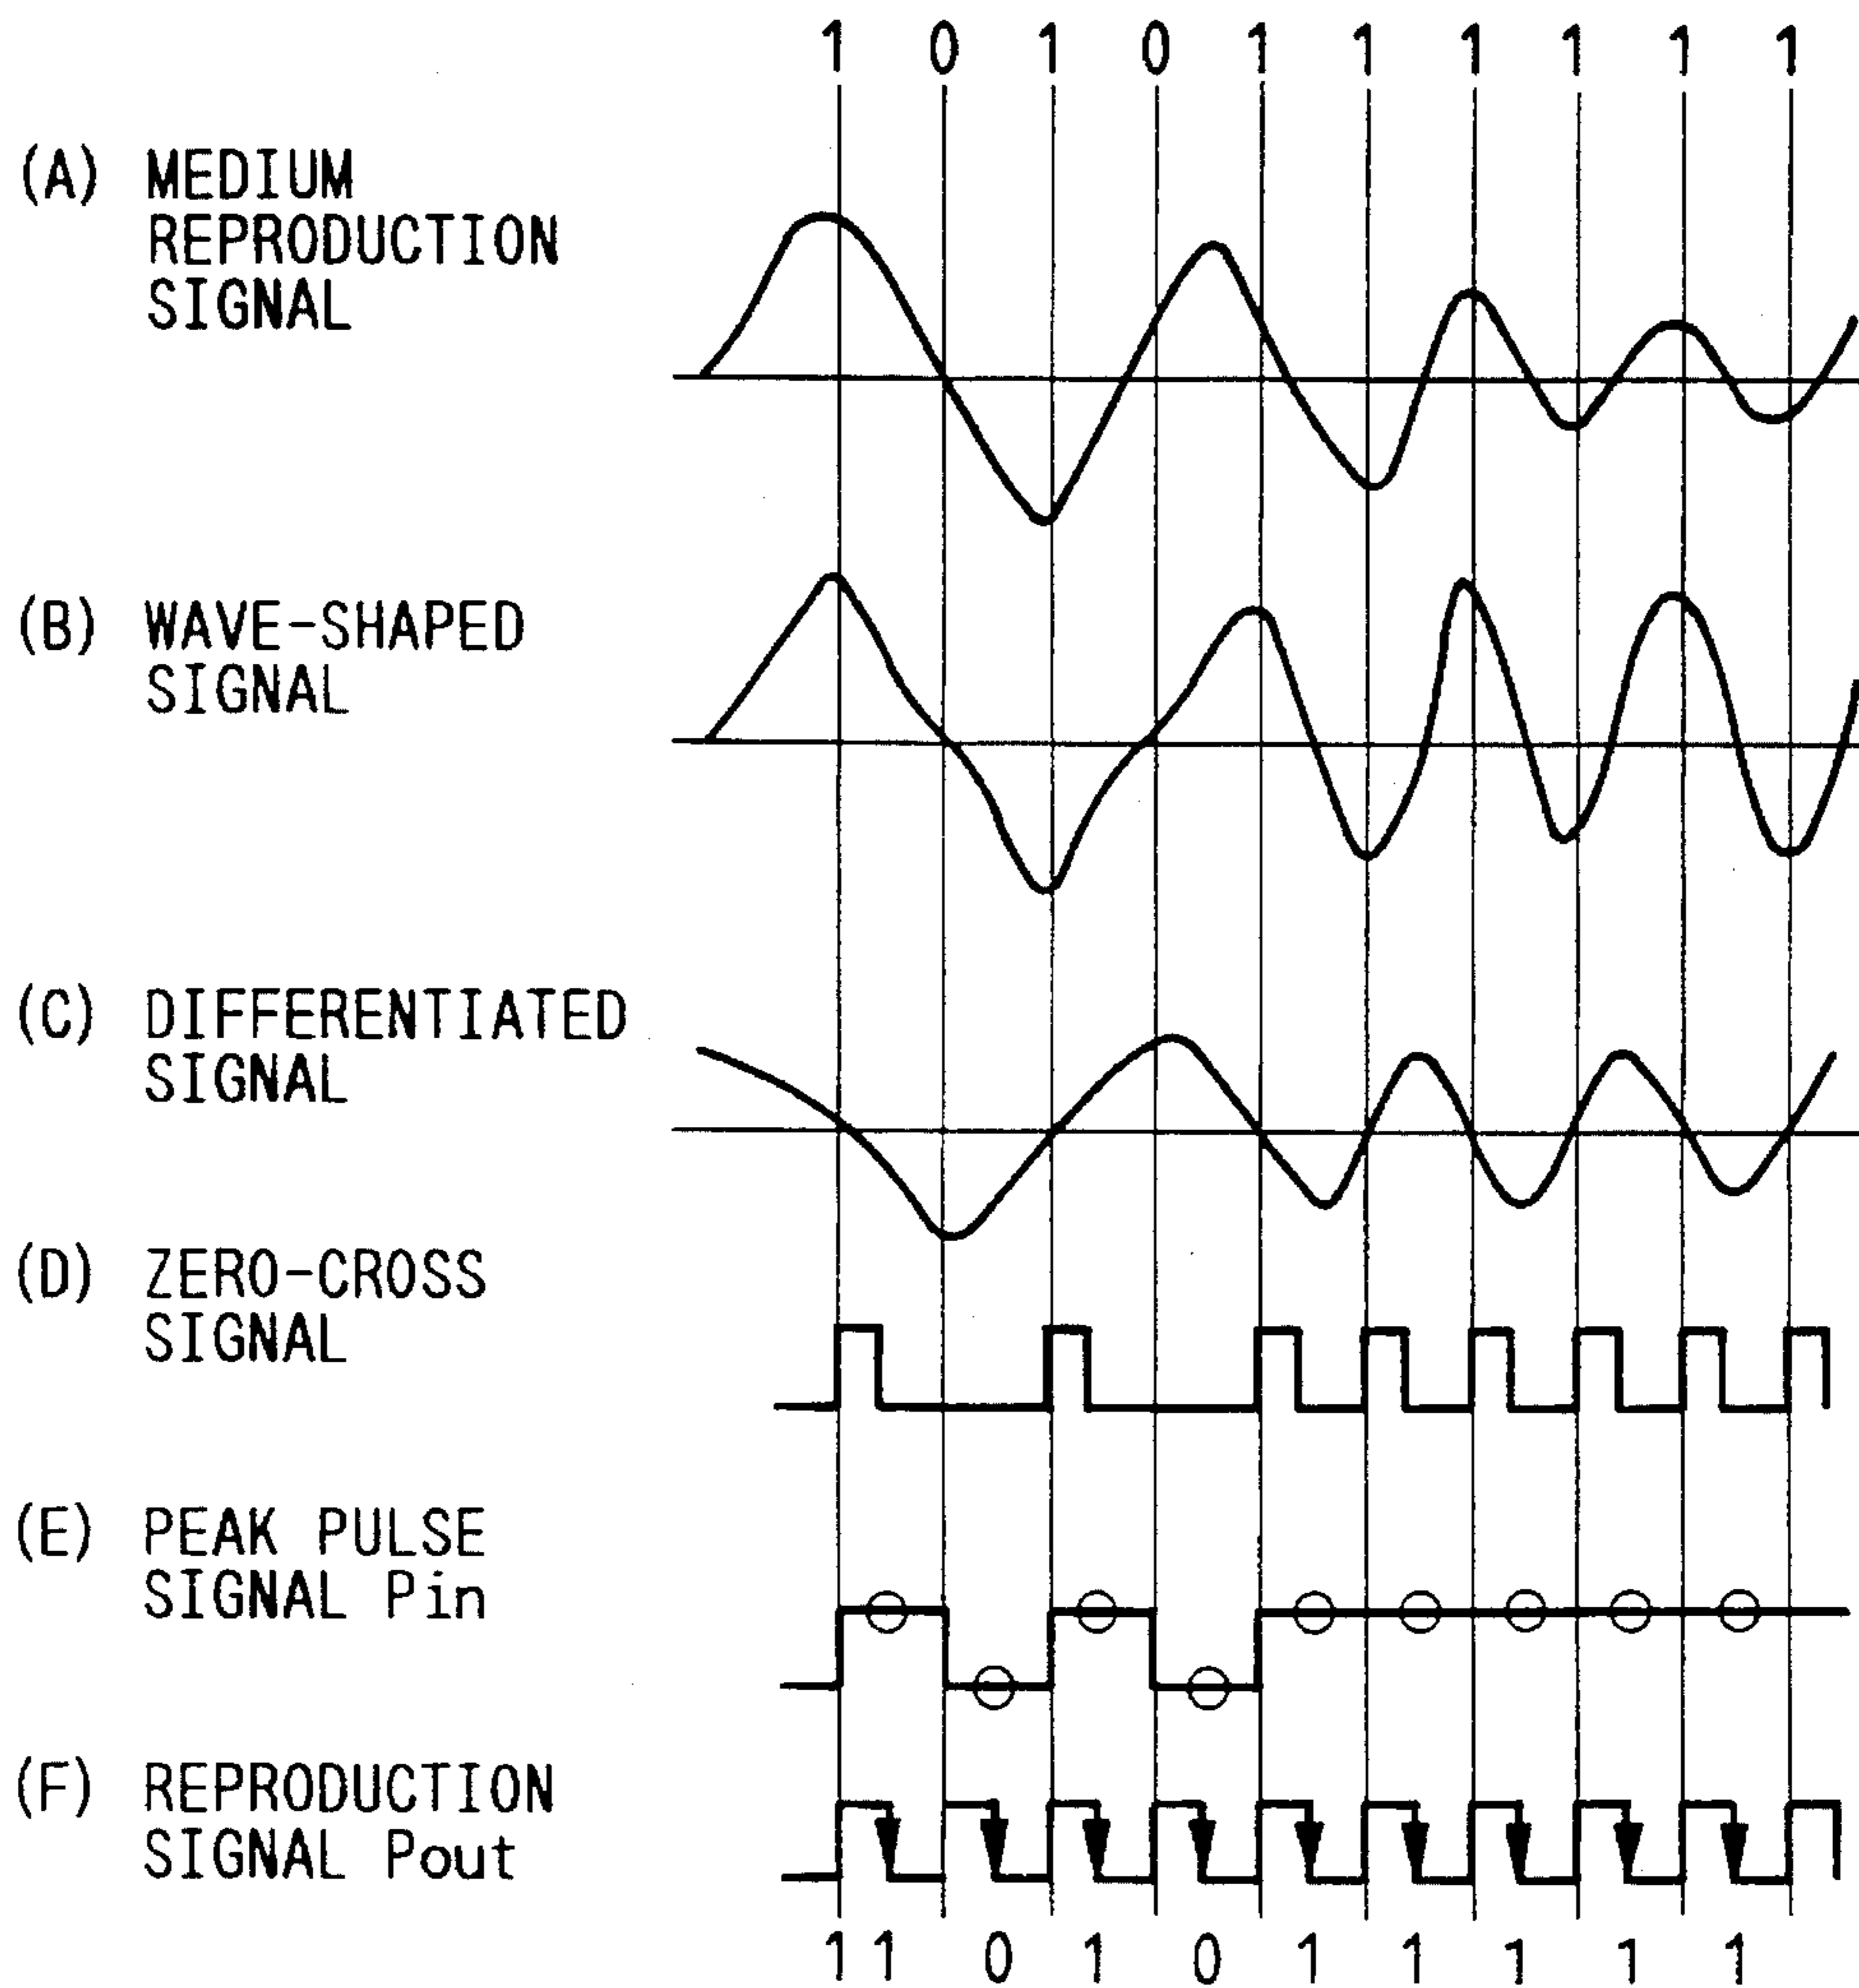 1 0 1 0 1 1 1 1 1 1
(A) MEDIUM
REPRODUCTION
SIGNAL
(B) WAVE-SHAPED
SIGNAL
(C) DIFFERENTIATED
SIGNAL
(D) ZERO-CROSS
SIGNAL
(E) PEAK PULSE
SIGNAL Pin
(F) REPRODUCTION
SIGNAL Pout
1 1 0 1 0 1 1 1 1 1